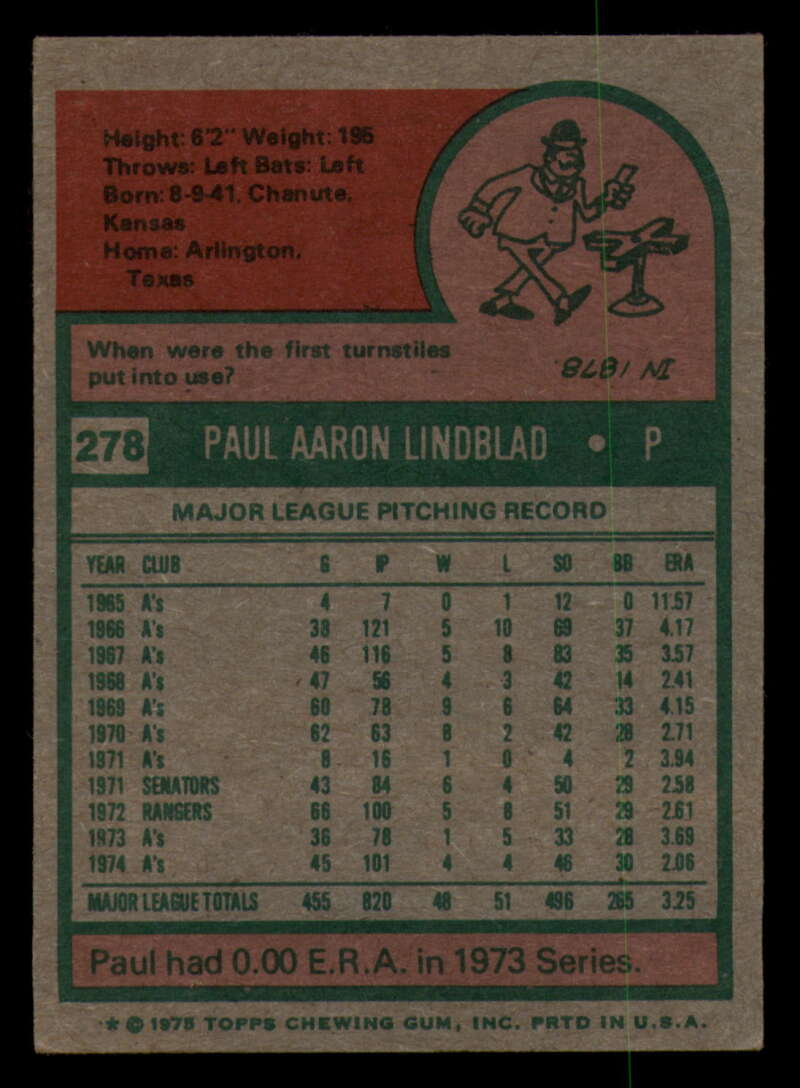 Height: 6'2" Weight: 195
Throws: Left Bats: Left
Born: 8-9-41, Chanute,
Kansas
Home: Arlington,
Texas
When were the first turnstiles
put into use?
IN 1878.
278 PAUL AARON LINDBLAD • P
MAJOR LEAGUE PITCHING RECORD
YEAR CLUB G IP W L SO BB ERA
1965 A's 4 7 0 1 12 0 11.57
1966 A's 38 121 5 10 69 37 4.17
1967 A's 46 116 5 8 83 35 3.57
1968 A's 47 56 4 3 42 14 2.41
1969 A's 60 78 9 6 64 33 4.15
1970 A's 62 63 8 2 42 28 2.71
1971 A's 8 16 1 0 4 2 3.94
1971 SENATORS 43 84 6 4 50 29 2.58
1972 RANGERS 66 100 5 8 51 29 2.61
1973 A's 36 78 1 5 33 28 3.69
1974 A's 45 101 4 4 46 30 2.06
MAJOR LEAGUE TOTALS 455 820 48 51 496 265 3.25
Paul had 0.00 E.R.A. in 1973 Series.
* © 1975 TOPPS CHEWING GUM, INC. PRTD IN U.S.A.